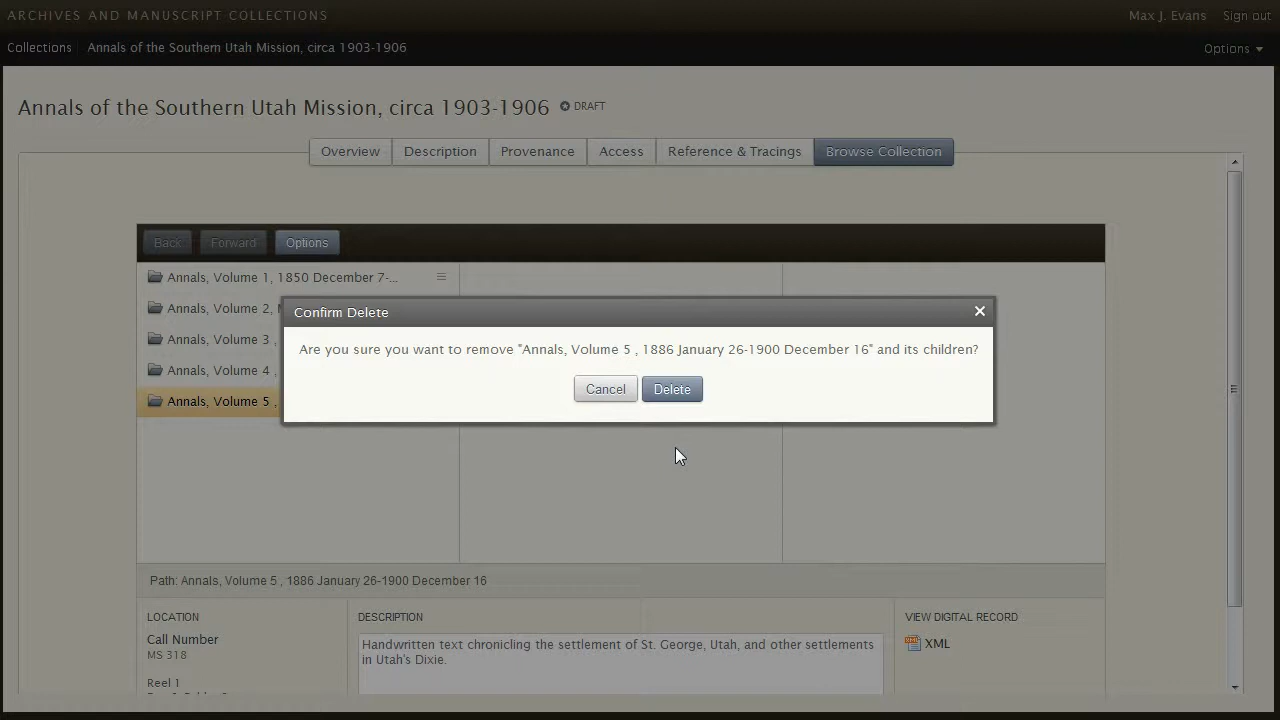 ARCHIVES AND MANUSCRIPT COLLECTIONS
Max J. Evans Sign out
Collections Annals of the Southern Utah Mission, circa 1903-1906
Options
Annals of the Southern Utah Mission, circa 1903-1906 DRAFT
Overview Description Provenance Access Reference & Tracings Browse Collection
Back Forward Options
Annals, Volume 1, 1850 December 7-...
Annals, Volume 2,
Annals, Volume 3 ,
Annals, Volume 4 ,
Annals, Volume 5 ,
Confirm Delete
Are you sure you want to remove "Annals, Volume 5 , 1886 January 26-1900 December 16" and its children?
Cancel Delete
Path: Annals, Volume 5 , 1886 January 26-1900 December 16
LOCATION
Call Number
MS 318
Reel 1
DESCRIPTION
Handwritten text chronicling the settlement of St. George, Utah, and other settlements
in Utah's Dixie.
VIEW DIGITAL RECORD
XML